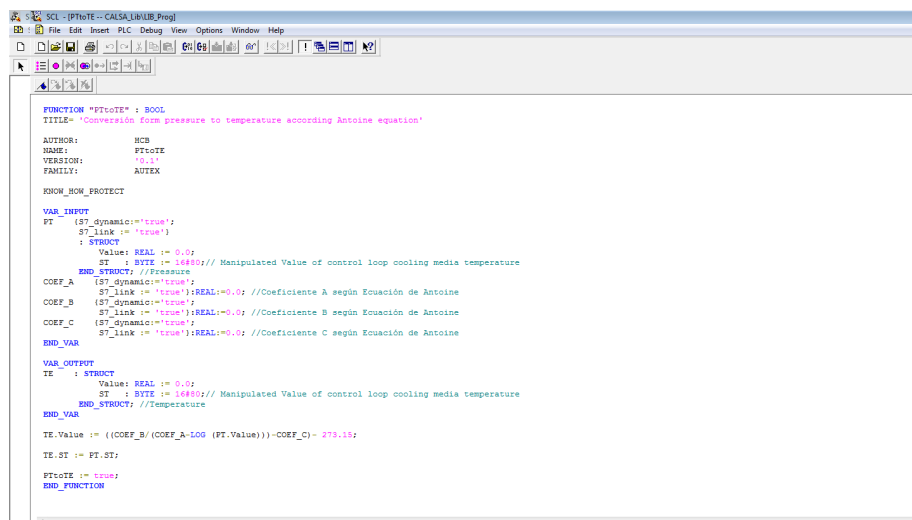 SCL - [PTtoTE -- CALSA_Lib\LIB_Prog]
File Edit Insert PLC Debug View Options Window Help
FUNCTION "PTtoTE" : BOOL
TITLE= 'Conversión form pressure to temperature according Antoine equation'
AUTHOR: HCB
NAME: PTtoTE
VERSION: '0.1'
FAMILY: AUTEX
KNOW_HOW_PROTECT
VAR_INPUT
PT {S7_dynamic:='true';
S7_link := 'true'}
: STRUCT
Value: REAL := 0.0;
ST : BYTE := 16#80;// Manipulated Value of control loop cooling media temperature
END_STRUCT; //Pressure
COEF_A {S7_dynamic:='true';
S7_link := 'true'}:REAL:=0.0; //Coeficiente A según Ecuación de Antoine
COEF_B {S7_dynamic:='true';
S7_link := 'true'}:REAL:=0.0; //Coeficiente B según Ecuación de Antoine
COEF_C {S7_dynamic:='true';
S7_link := 'true'}:REAL:=0.0; //Coeficiente C según Ecuación de Antoine
END_VAR
VAR_OUTPUT
TE : STRUCT
Value: REAL := 0.0;
ST : BYTE := 16#80;// Manipulated Value of control loop cooling media temperature
END_STRUCT; //Temperature
END_VAR
TE.Value := ((COEF_B/(COEF_A-LOG (PT.Value)))-COEF_C)- 273.15;
TE.ST := PT.ST;
PTtoTE := true;
END_FUNCTION